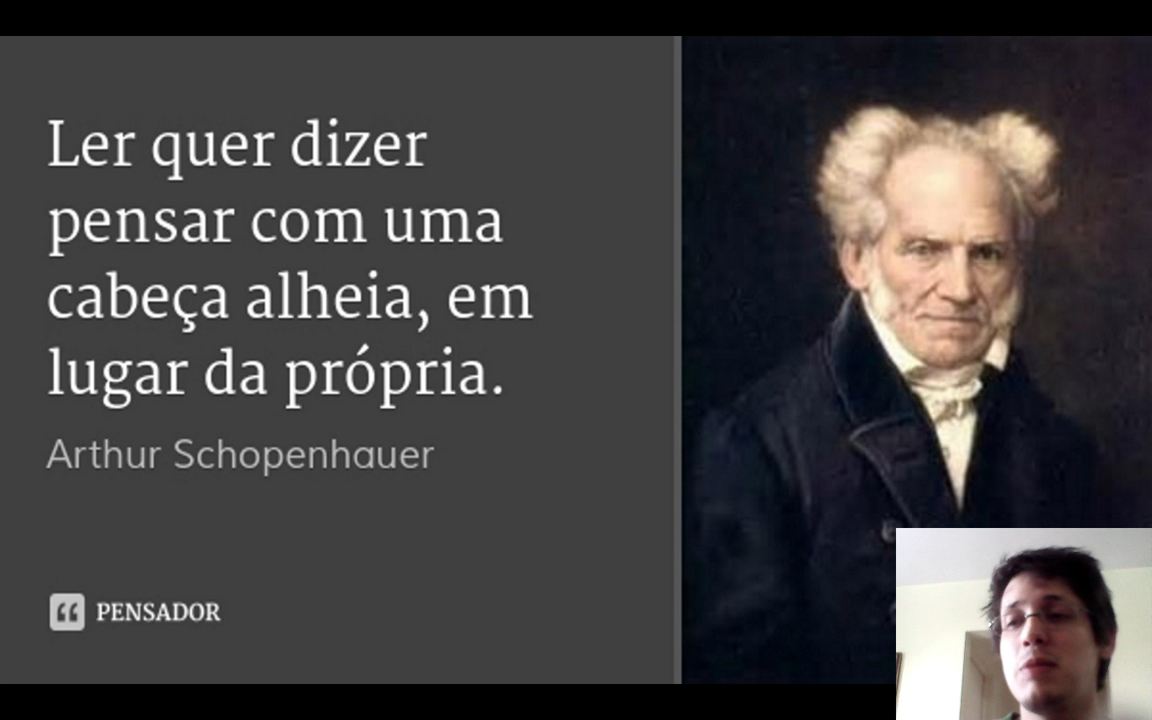 Ler quer dizer
pensar com uma
cabeça alheia, em
lugar da própria.
Arthur Schopenhauer
PENSADOR